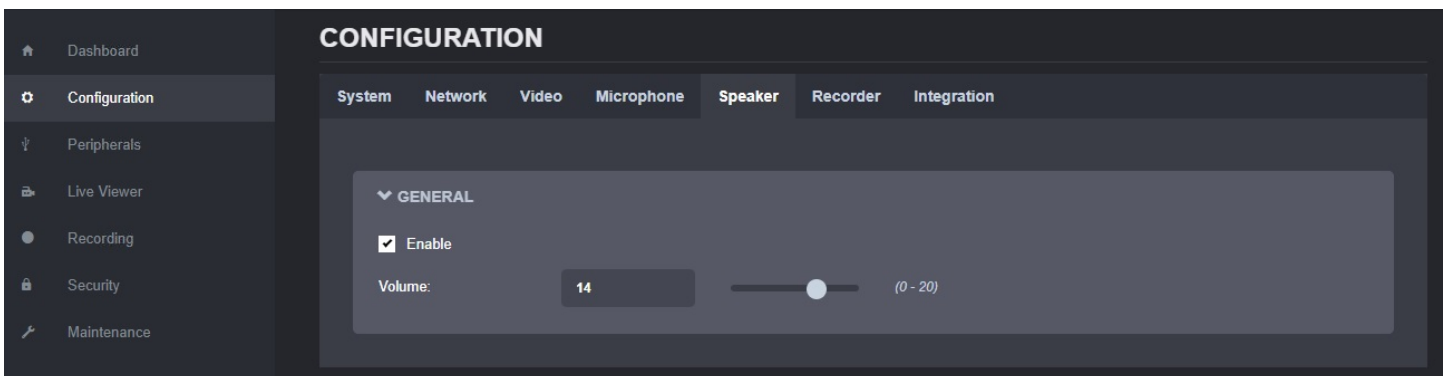 Dashboard
Configuration
Peripherals
Live Viewer
Recording
Security
Maintenance
CONFIGURATION
System Network Video Microphone Speaker Recorder Integration
GENERAL
Enable
Volume: 14 (0 - 20)